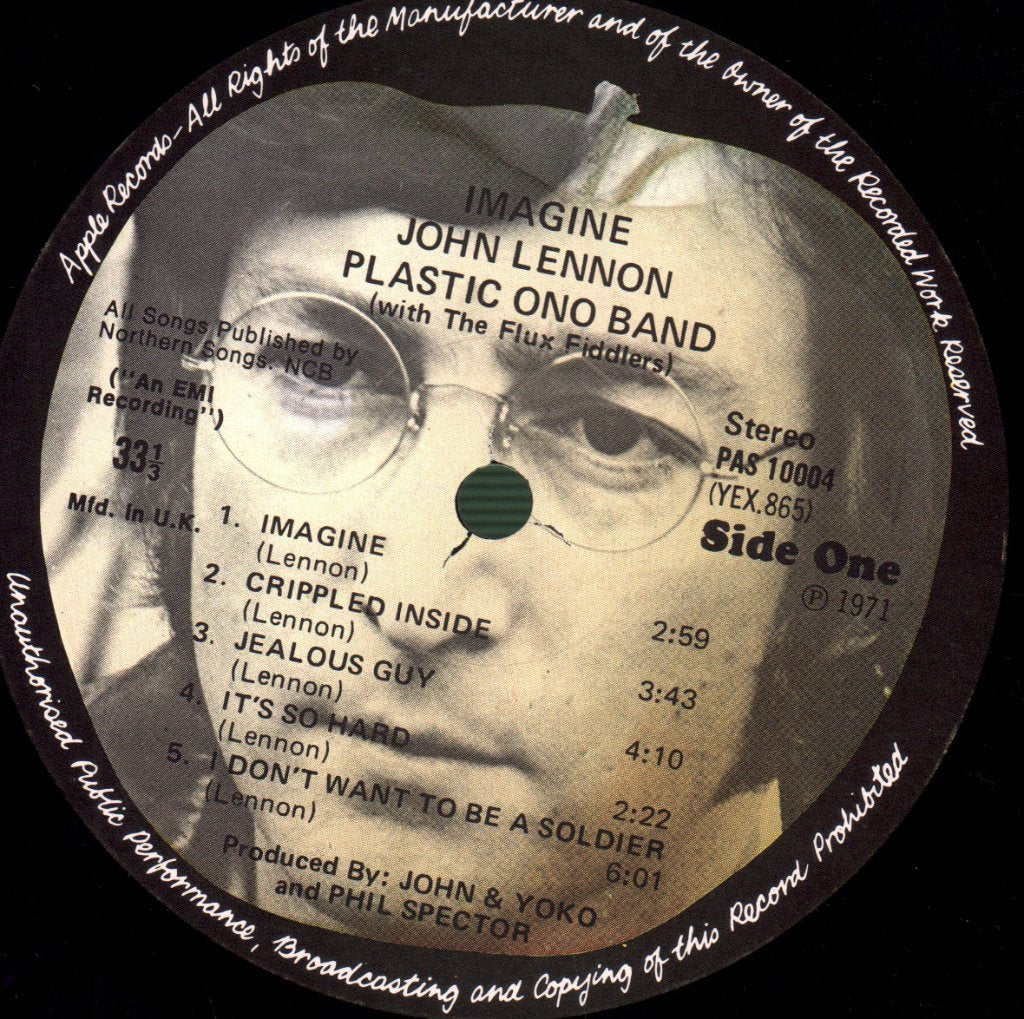 Apple Records - All Rights of the Manufacturer and of the Owner of the Recorded Work Reserved
IMAGINE
JOHN LENNON
PLASTIC ONO BAND
(with The Flux Fiddlers)
All Songs Published by
Northern Songs. NCB
("An EMI
Recording")
33⅓
Mfd. In U.K.
Stereo
PAS 10004
(YEX.865)
Side One
℗ 1971
1. IMAGINE
(Lennon) 2:59
2. CRIPPLED INSIDE
(Lennon) 3:43
3. JEALOUS GUY
(Lennon) 4:10
4. IT'S SO HARD
(Lennon) 2:22
5. I DON'T WANT TO BE A SOLDIER
(Lennon) 6:01
Produced By: JOHN & YOKO
and PHIL SPECTOR
Unauthorised Public Performance, Broadcasting and Copying of this Record Prohibited